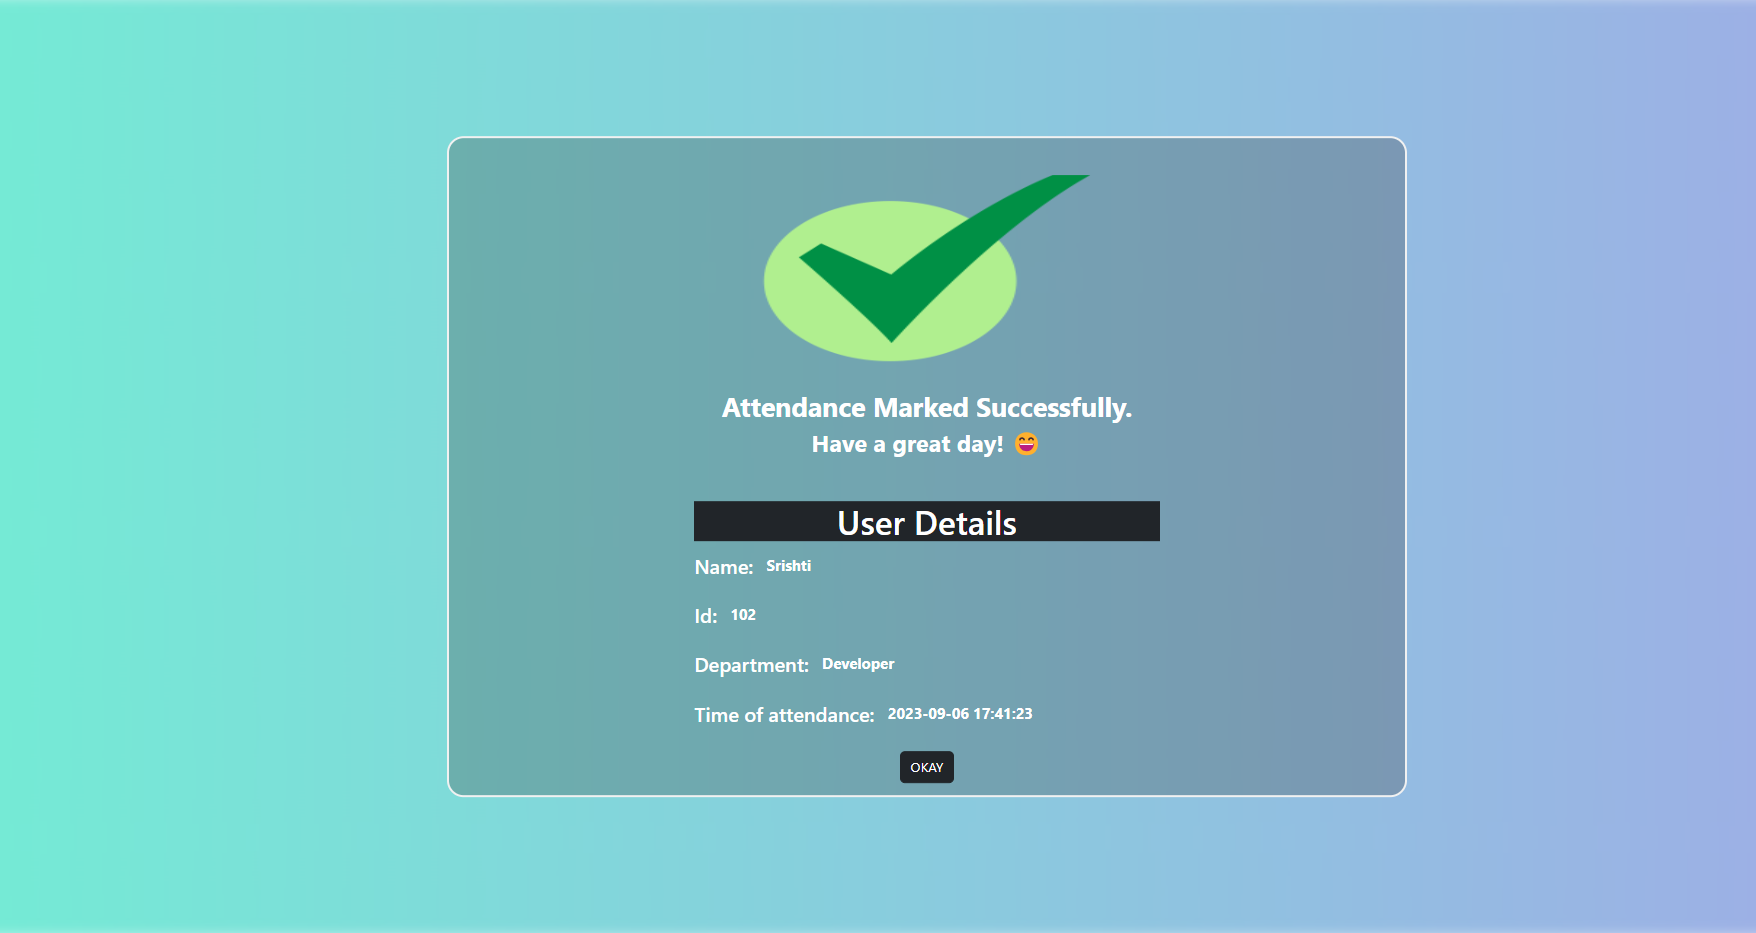 Attendance Marked Successfully.
Have a great day! 😄
User Details
Name: Srishti
Id: 102
Department: Developer
Time of attendance: 2023-09-06 17:41:23
OKAY